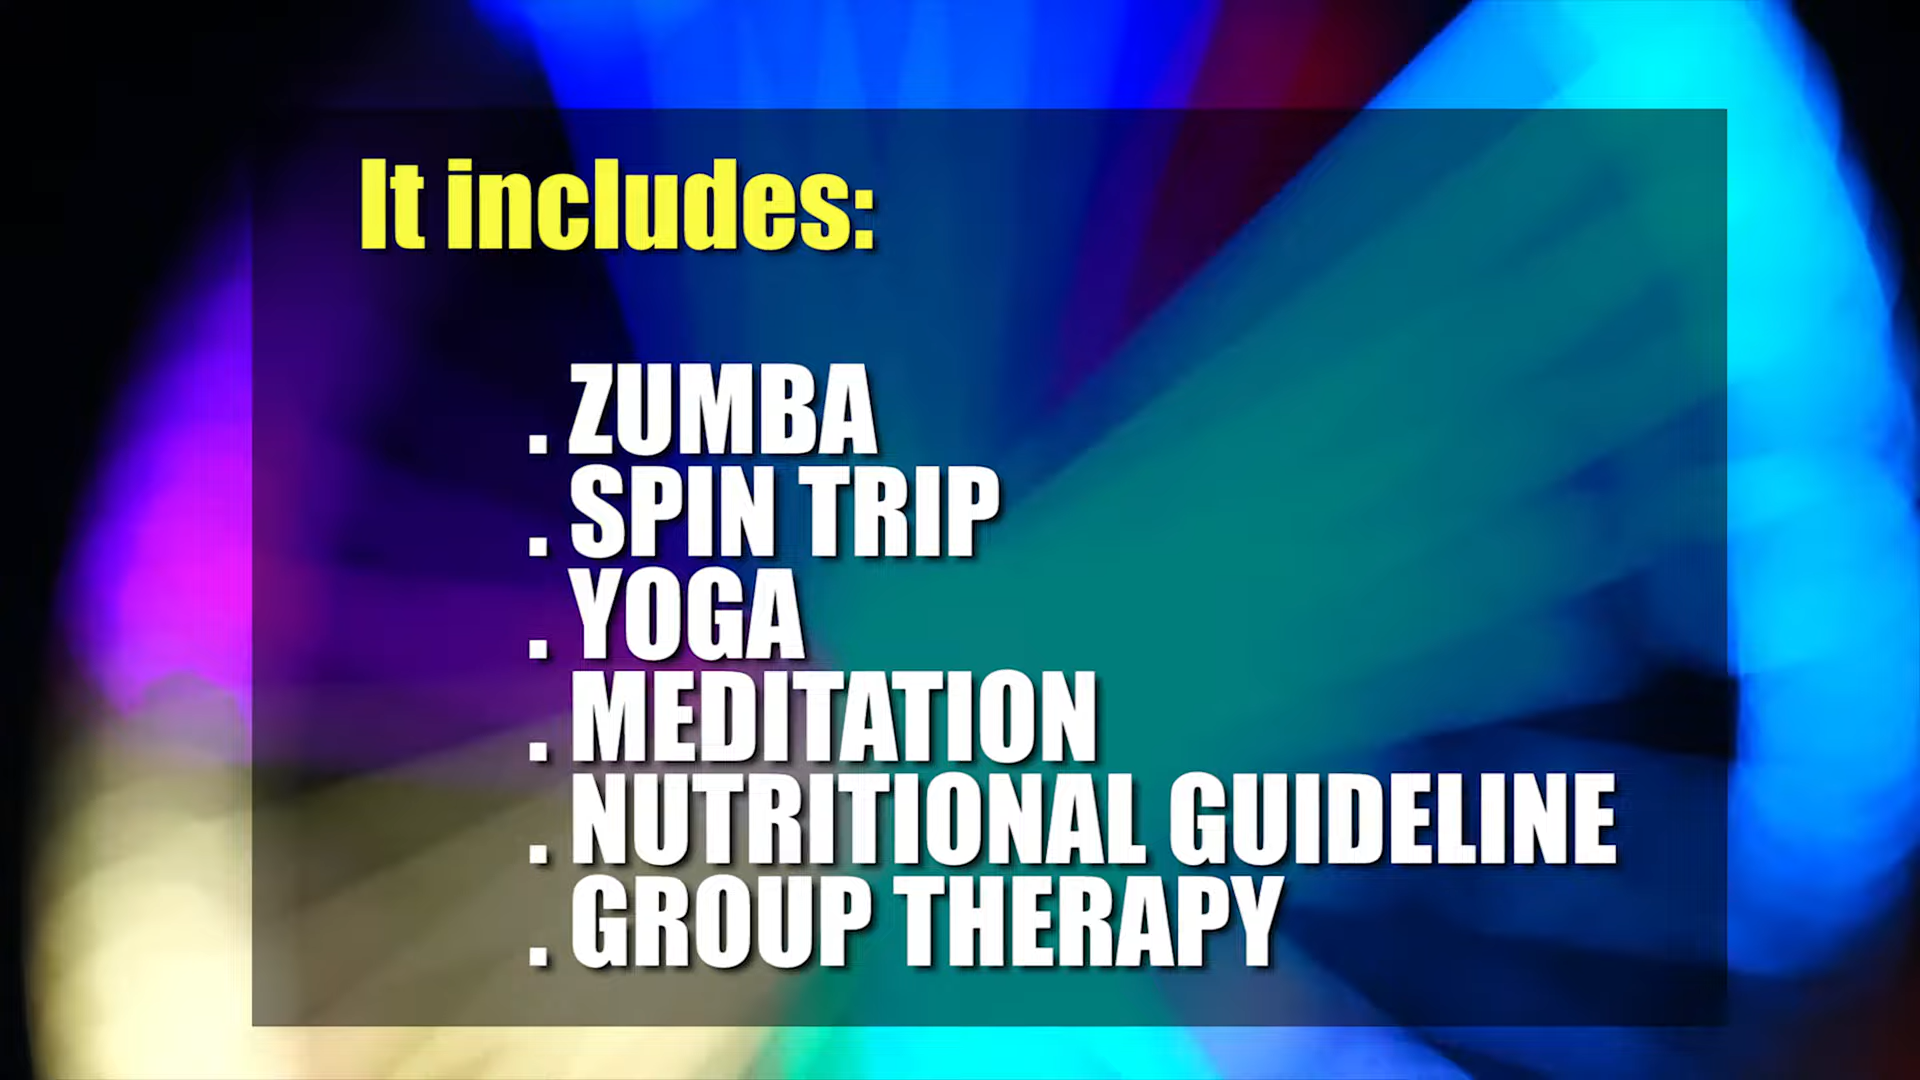 It includes:
. ZUMBA
. SPIN TRIP
. YOGA
. MEDITATION
. NUTRITIONAL GUIDELINE
. GROUP THERAPY